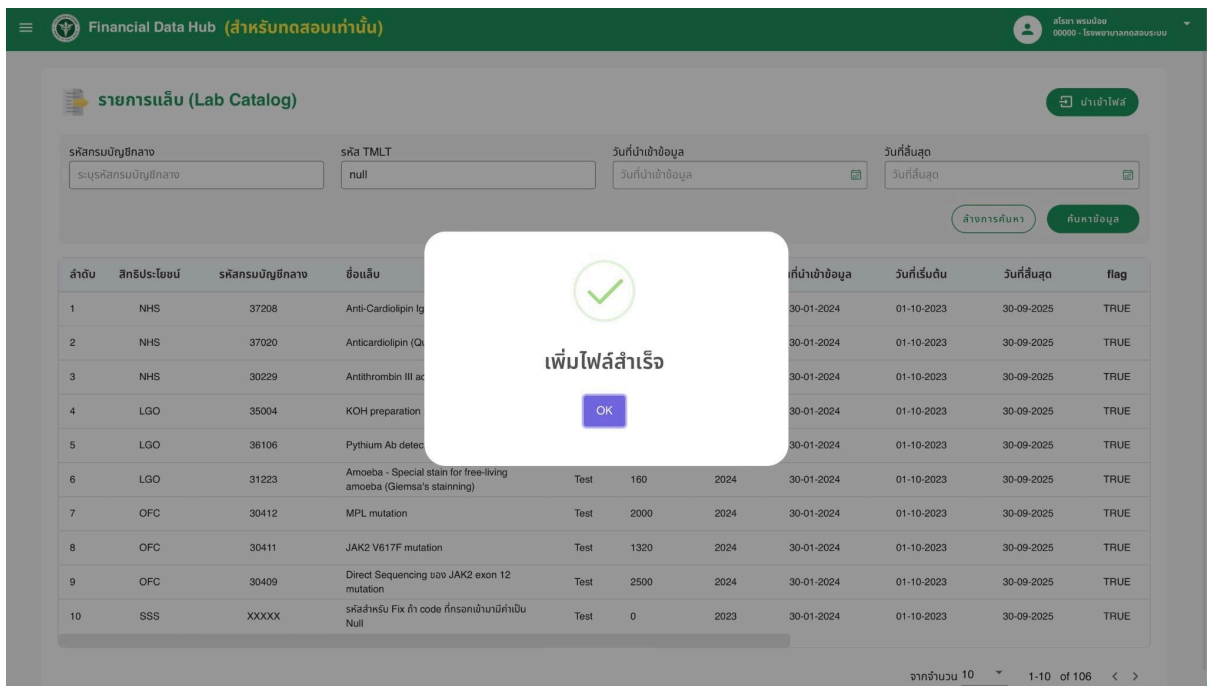 Financial Data Hub (สำหรับทดสอบเท่านั้น)
สโรชา พรมน้อย
00000 - โรงพยาบาลทดสอบระบบ
รายการแล็บ (Lab Catalog)
นำเข้าไฟล์
รหัสกรมบัญชีกลาง รหัส TMLT วันที่นำเข้าข้อมูล วันที่สิ้นสุด
ระบุรหัสกรมบัญชีกลาง null วันที่นำเข้าข้อมูล วันที่สิ้นสุด
ล้างการค้นหา ค้นหาข้อมูล
ลำดับ สิทธิประโยชน์ รหัสกรมบัญชีกลาง ชื่อแล็บ ที่นำเข้าข้อมูล วันที่เริ่มต้น วันที่สิ้นสุด flag
1 NHS 37208 Anti-Cardiolipin Ig 30-01-2024 01-10-2023 30-09-2025 TRUE
2 NHS 37020 Anticardiolipin (Qu 30-01-2024 01-10-2023 30-09-2025 TRUE
3 NHS 30229 Antithrombin III ac 30-01-2024 01-10-2023 30-09-2025 TRUE
4 LGO 35004 KOH preparation 30-01-2024 01-10-2023 30-09-2025 TRUE
5 LGO 36106 Pythium Ab detec 30-01-2024 01-10-2023 30-09-2025 TRUE
เพิ่มไฟล์สำเร็จ
OK
6 LGO 31223 Amoeba - Special stain for free-living
amoeba (Giemsa's stainning) Test 160 2024 30-01-2024 01-10-2023 30-09-2025 TRUE
7 OFC 30412 MPL mutation Test 2000 2024 30-01-2024 01-10-2023 30-09-2025 TRUE
8 OFC 30411 JAK2 V617F mutation Test 1320 2024 30-01-2024 01-10-2023 30-09-2025 TRUE
9 OFC 30409 Direct Sequencing ของ JAK2 exon 12
mutation Test 2500 2024 30-01-2024 01-10-2023 30-09-2025 TRUE
10 SSS XXXXX รหัสสำหรับ Fix ถ้า code ที่กรอกเข้ามามีค่าเป็น
Null Test 0 2023 30-01-2024 01-10-2023 30-09-2025 TRUE
จากจำนวน 10 1-10 of 106